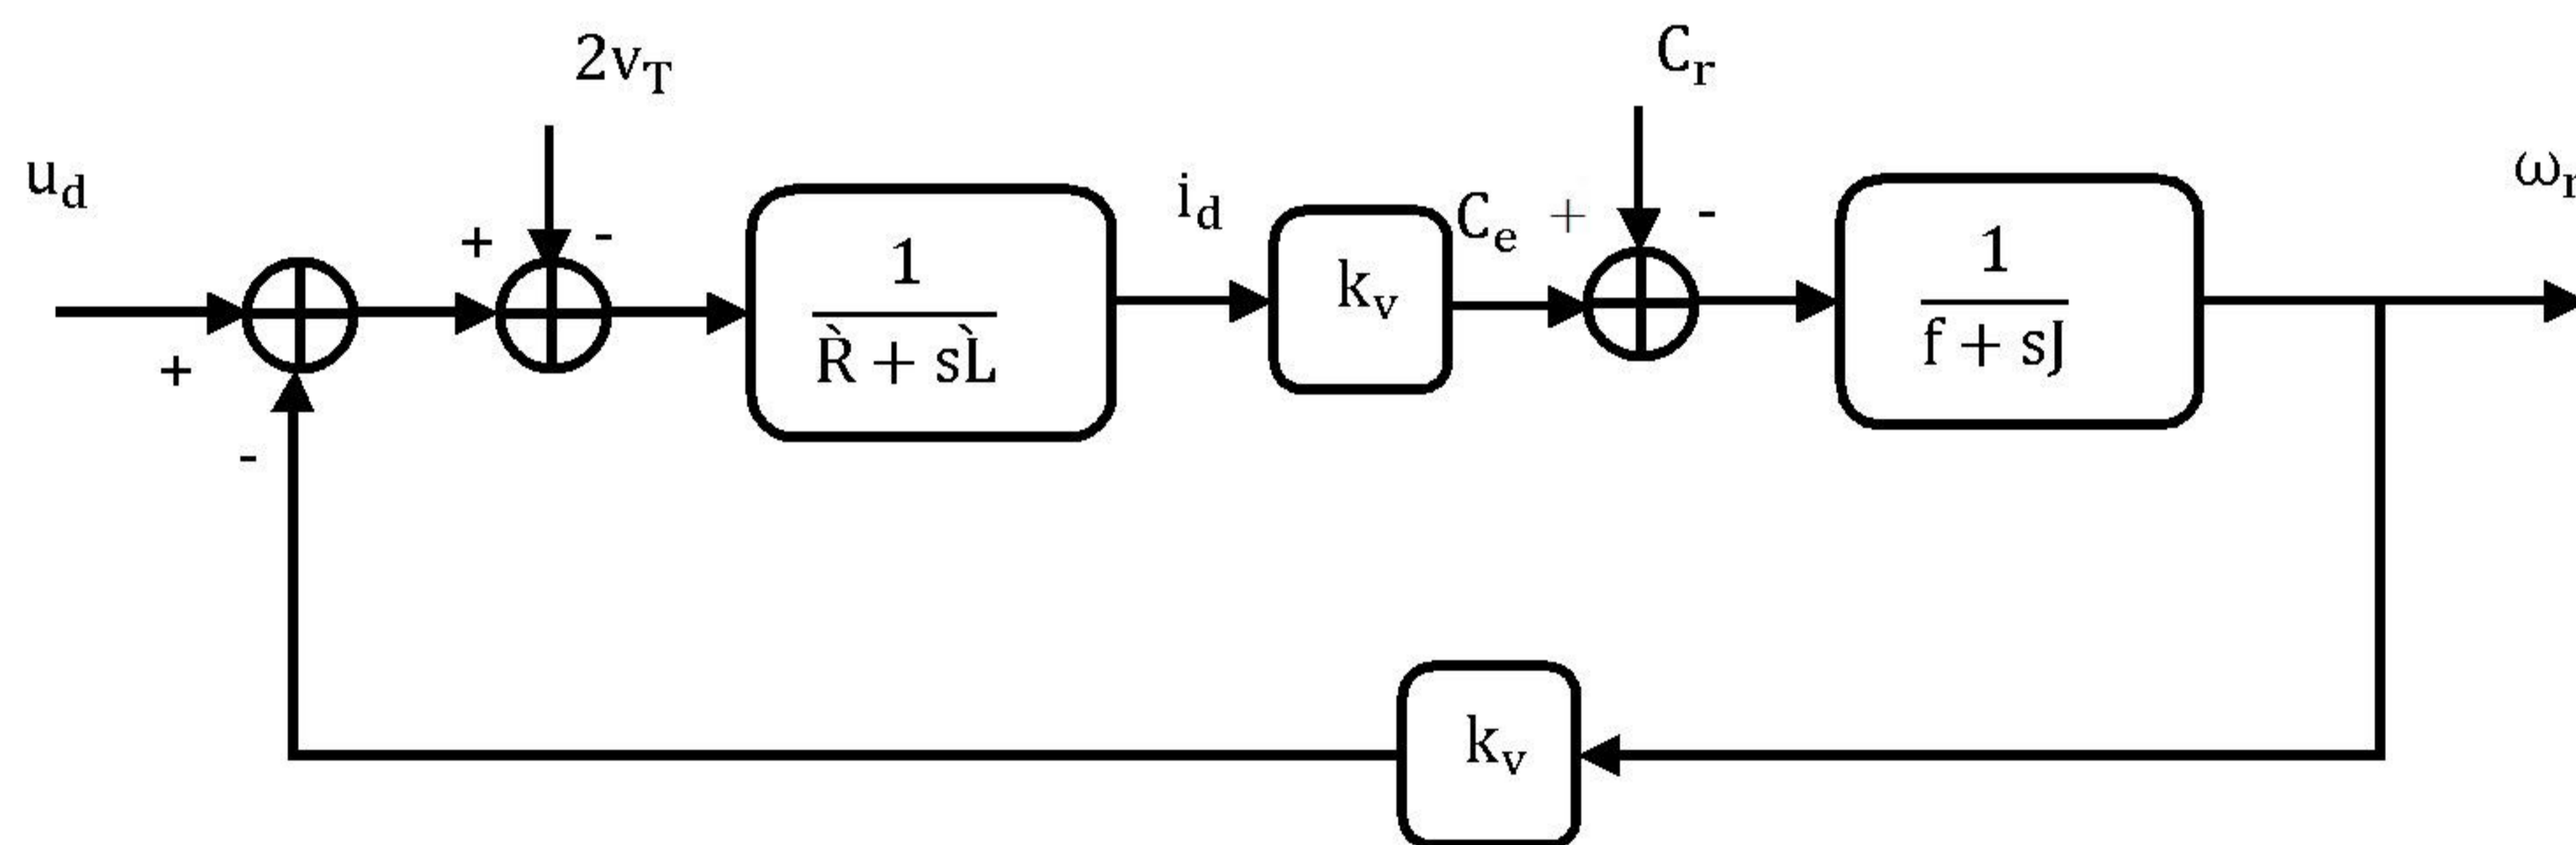 2v_T
C_r
u_d
+
-
+
-
1
R̀ + sL̀
i_d
k_v
C_e
+
-
1
f + sJ
ω_r
k_v